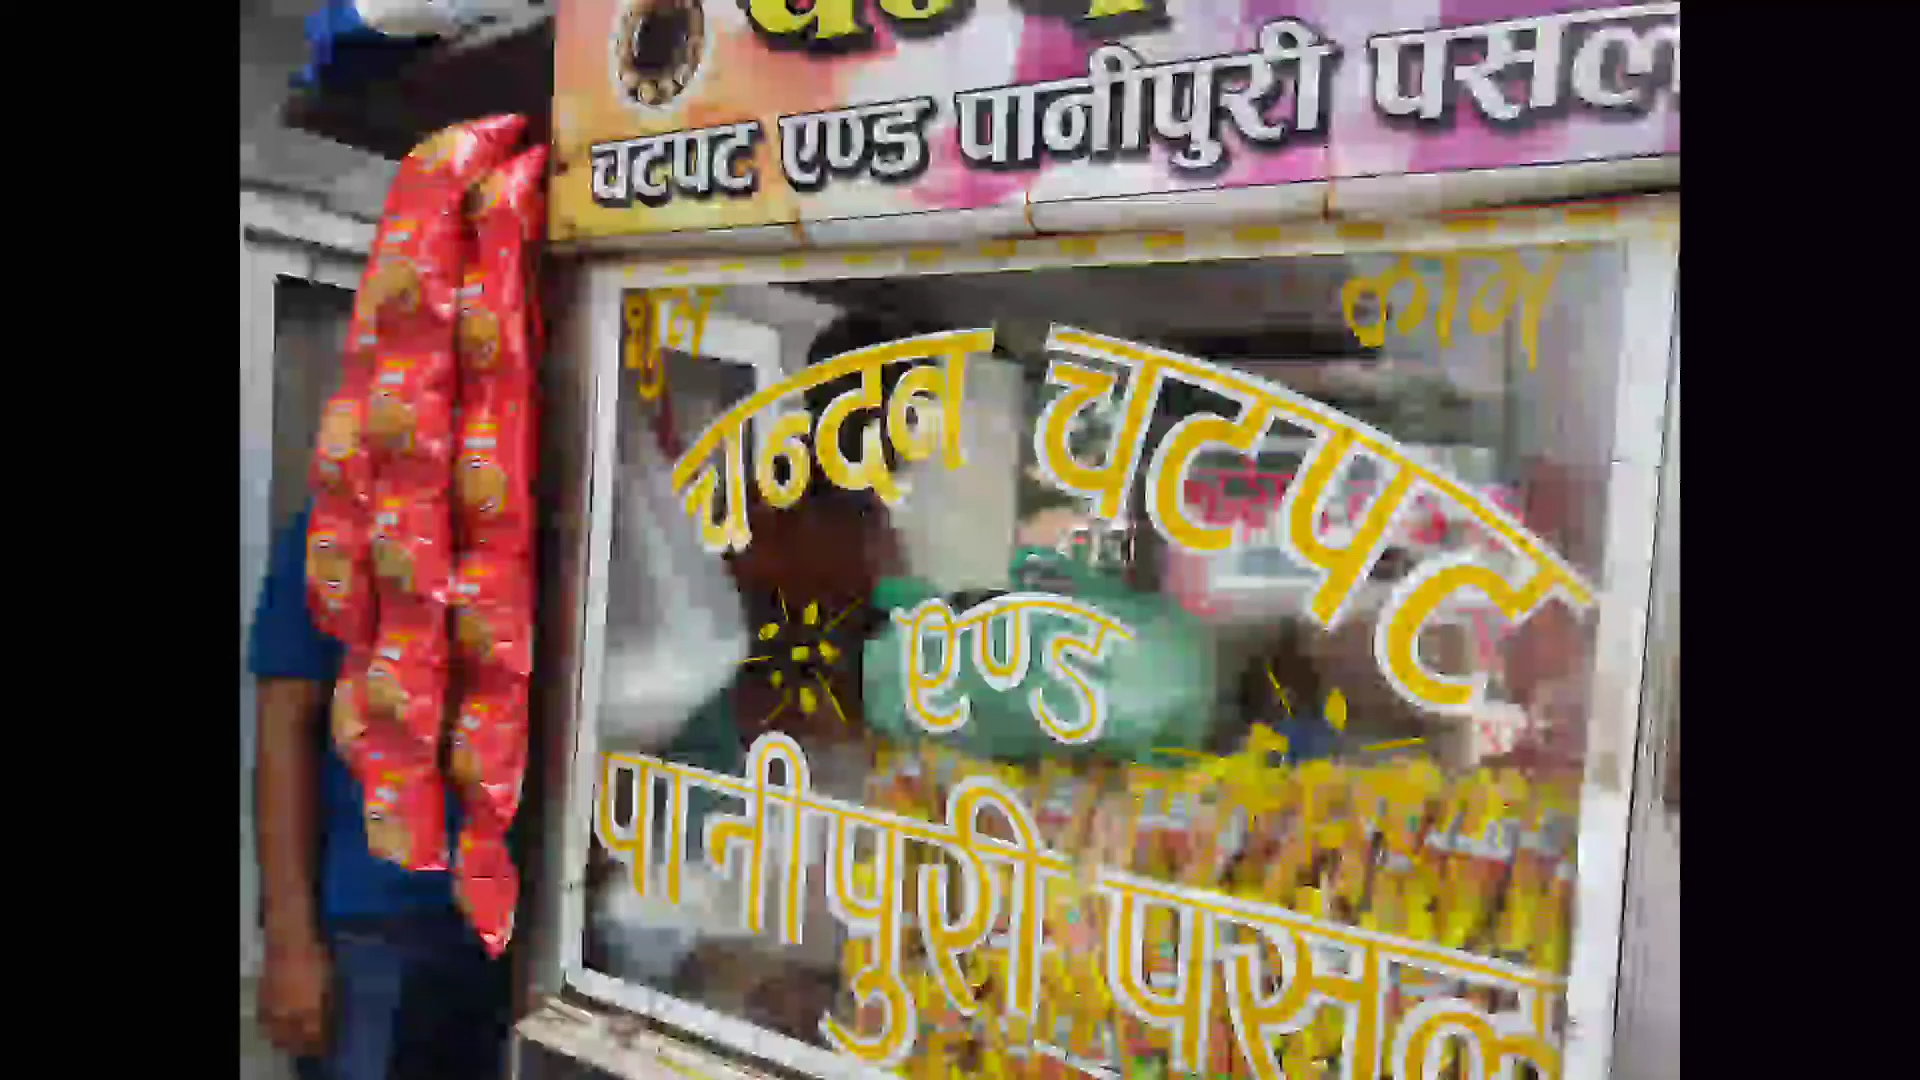 चटपट एण्ड पानीपुरी पसल
शुभ
चन्दन चटपट
एण्ड
पानीपुरी पसल